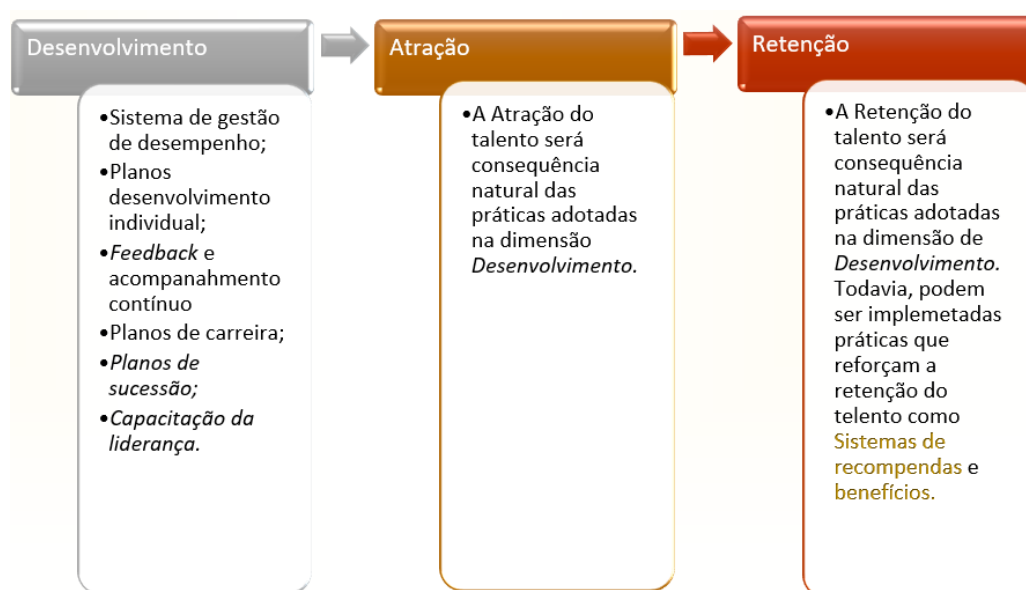 Desenvolvimento
•Sistema de gestão
de desempenho;
•Planos
desenvolvimento
individual;
•Feedback e
acompanahmento
contínuo
•Planos de carreira;
•Planos de
sucessão;
•Capacitação da
liderança.
Atração
•A Atração do
talento será
consequência
natural das
práticas adotadas
na dimensão
Desenvolvimento.
Retenção
•A Retenção do
talento será
consequência
natural das
práticas adotadas
na dimensão de
Desenvolvimento.
Todavia, podem
ser implemetadas
práticas que
reforçam a
retenção do
telento como
Sistemas de
recompendas e
benefícios.